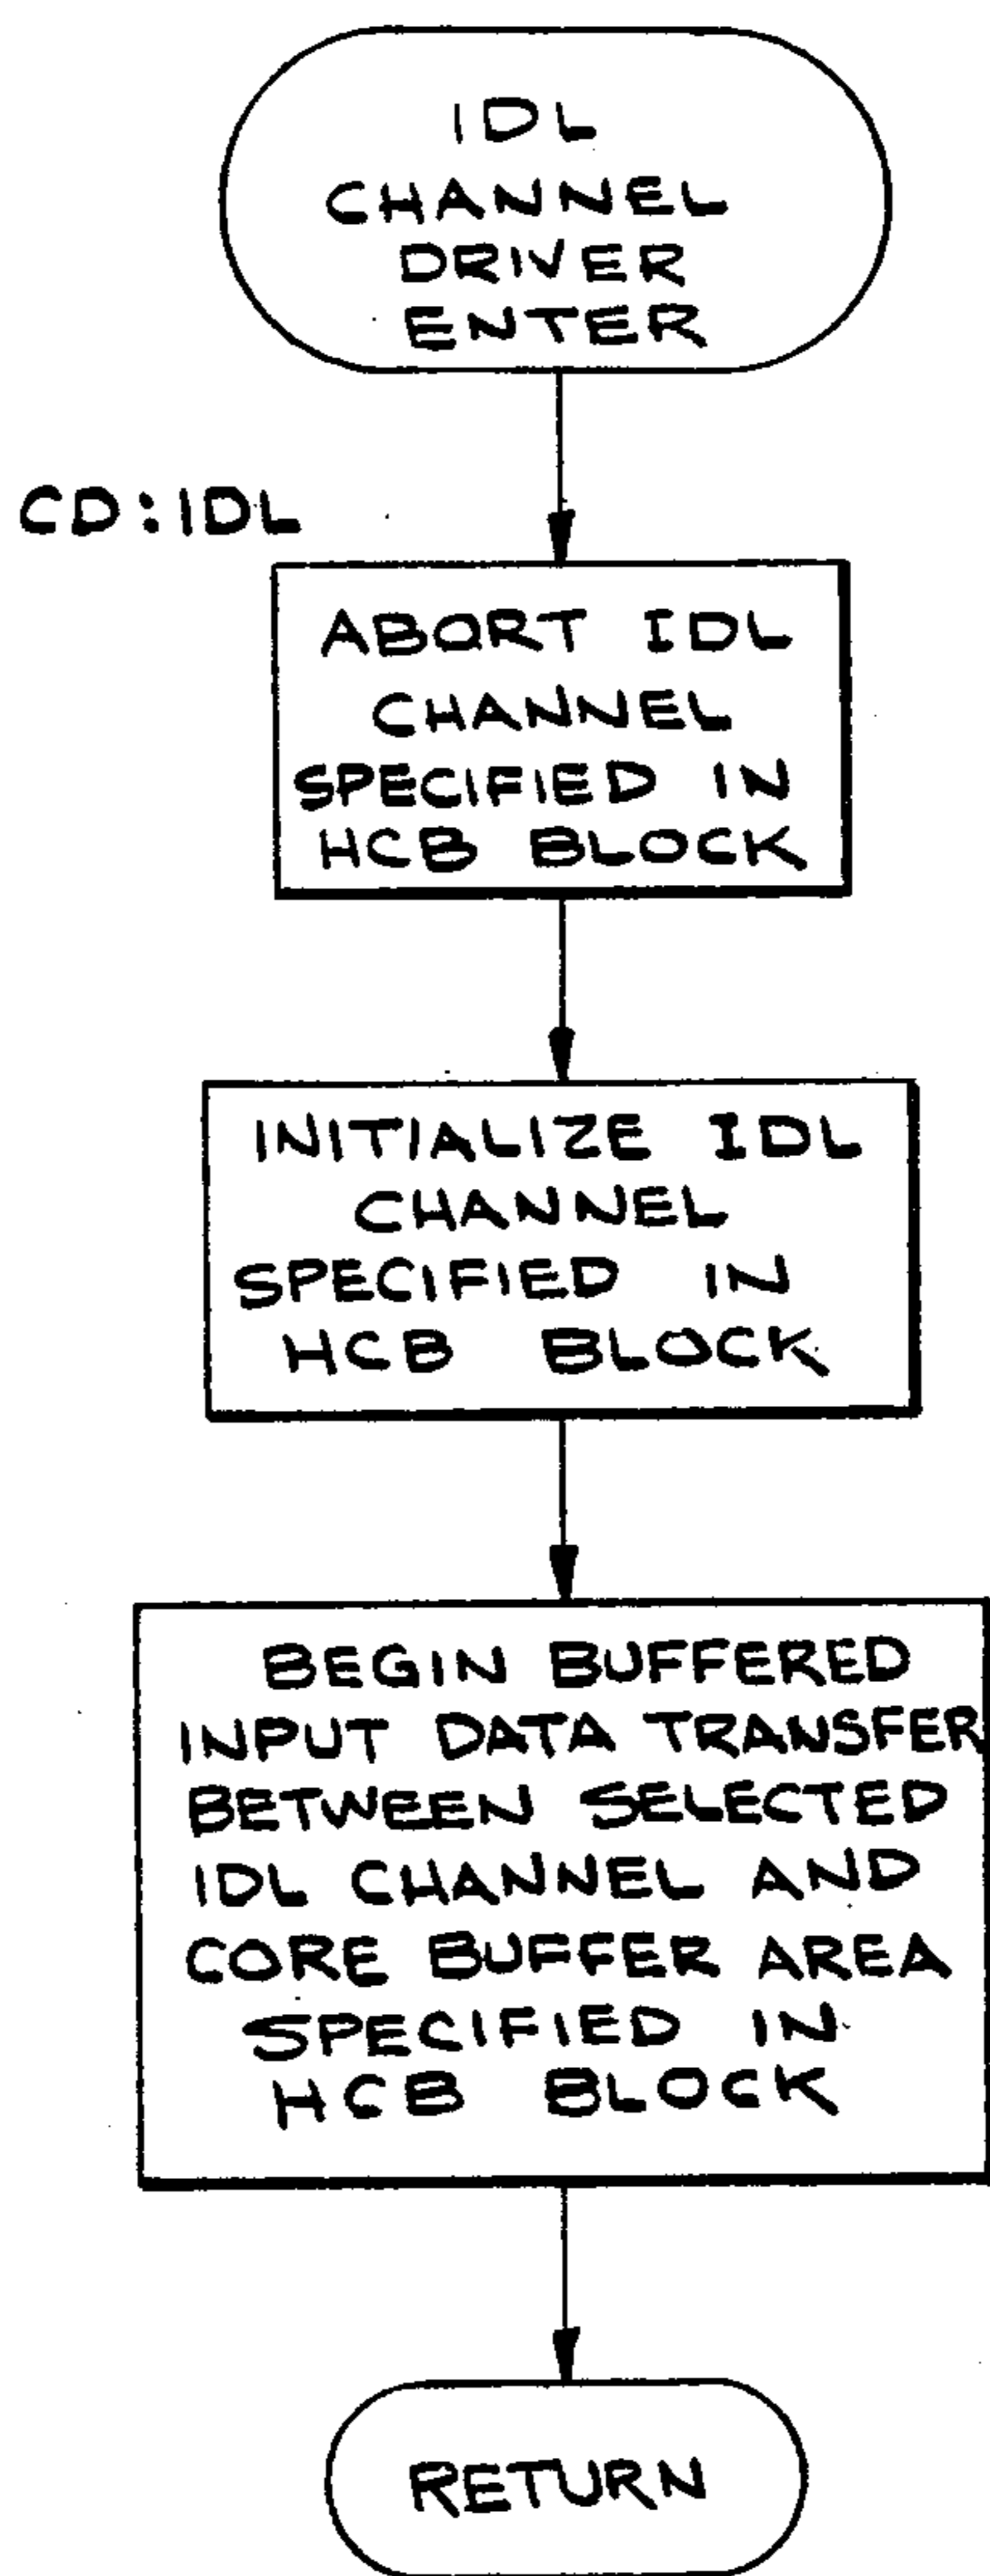 IDL
CHANNEL
DRIVER
ENTER
CD:IDL
ABORT IDL
CHANNEL
SPECIFIED IN
HCB BLOCK
INITIALIZE IDL
CHANNEL
SPECIFIED IN
HCB BLOCK
BEGIN BUFFERED
INPUT DATA TRANSFER
BETWEEN SELECTED
IDL CHANNEL AND
CORE BUFFER AREA
SPECIFIED IN
HCB BLOCK
RETURN